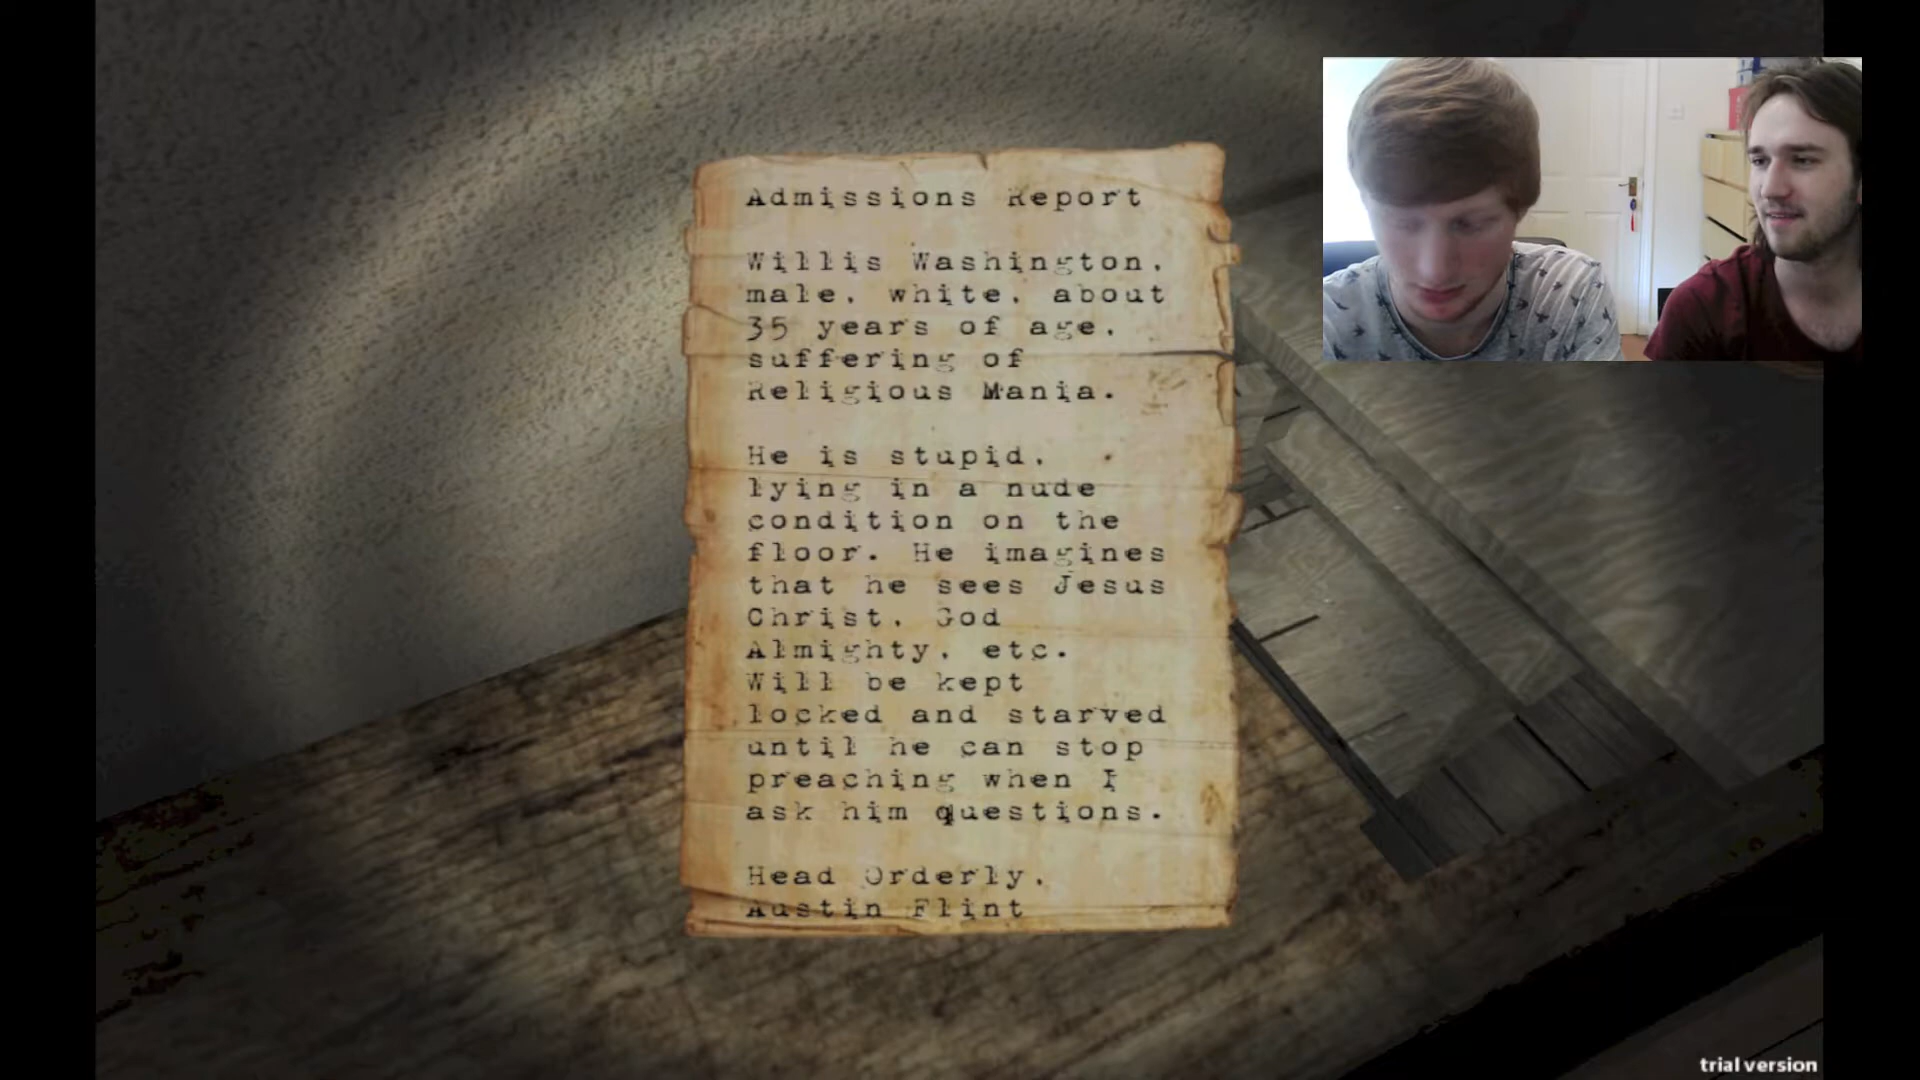 Admissions Report
Willis Washington,
male, white, about
35 years of age,
suffering of
Religious Mania.
He is stupid,
lying in a nude
condition on the
floor. He imagines
that he sees Jesus
Christ, God
Almighty, etc.
Will be kept
locked and starved
until he can stop
preaching when I
ask him questions.
Head Orderly,
Austin Flint
trial version